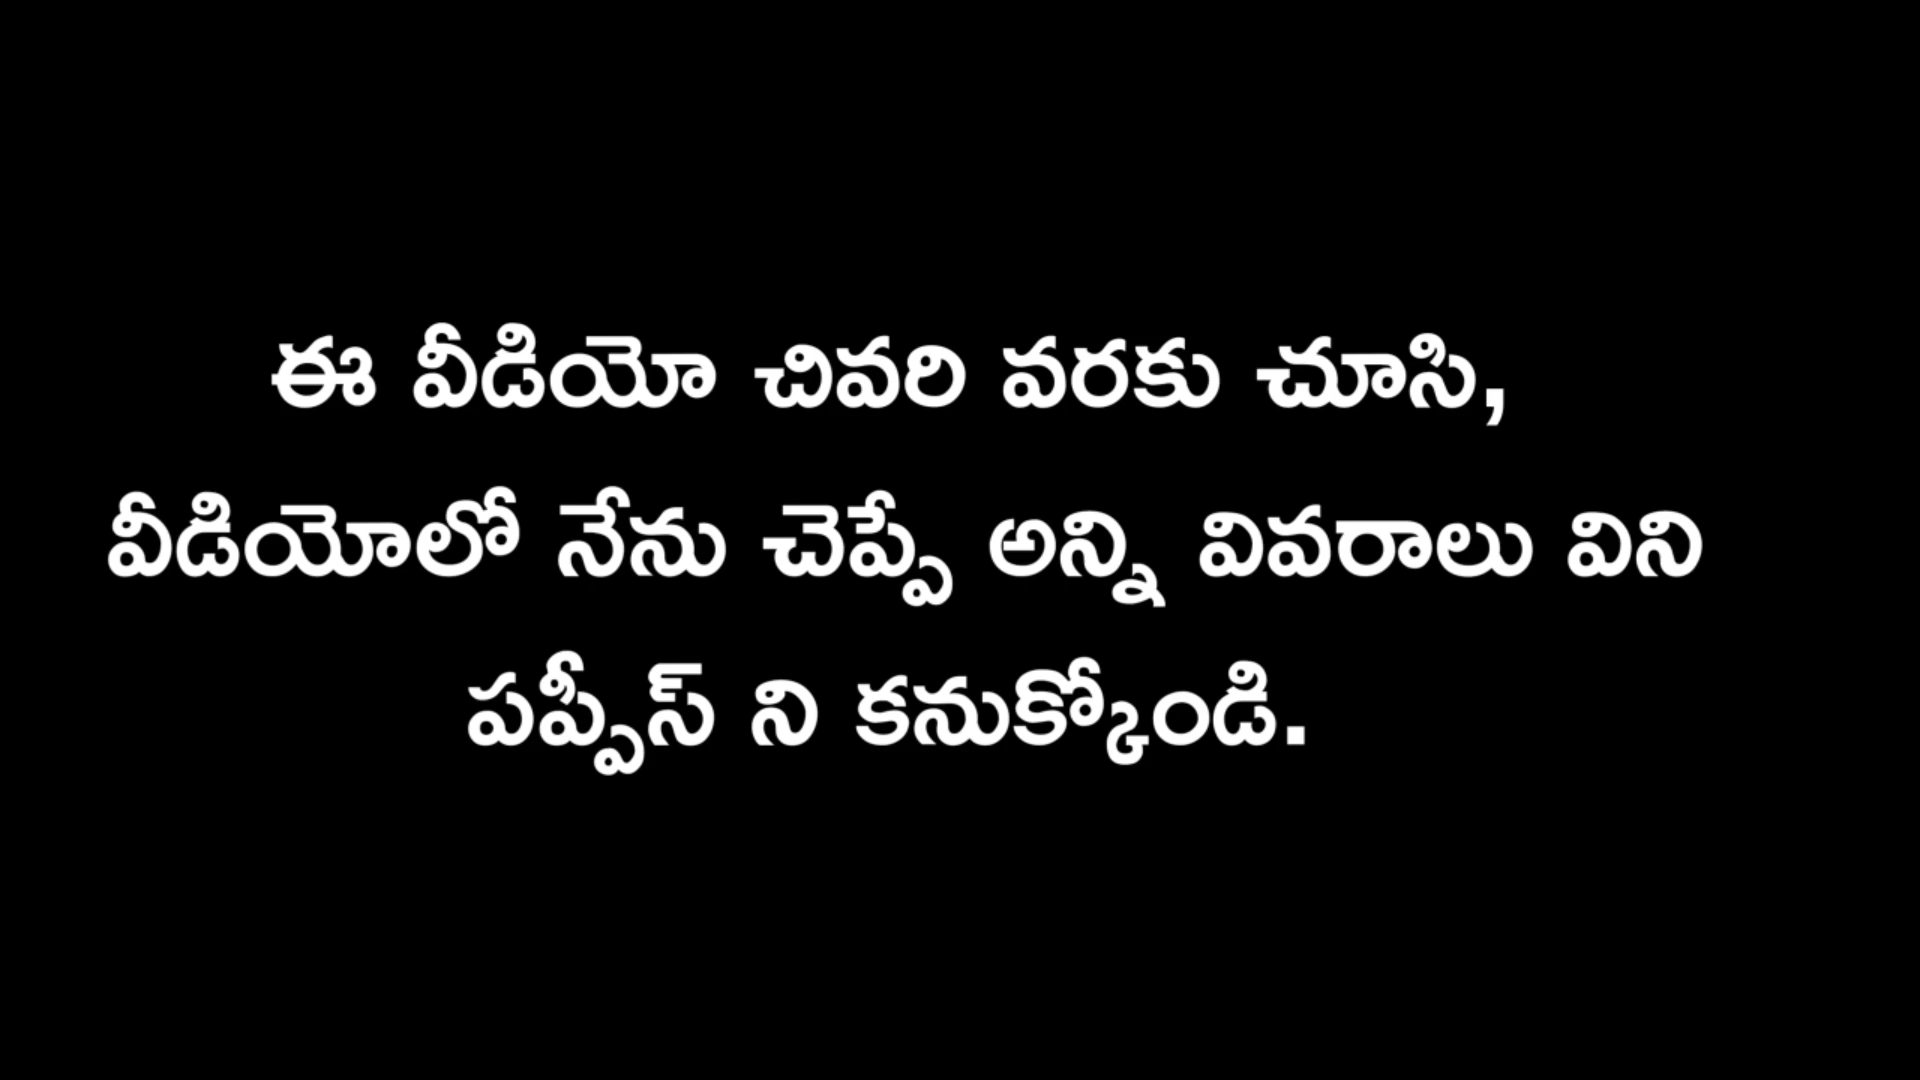 ఈ వీడియో చివరి వరకు చూసి,
వీడియోలో నేను చెప్పే అన్ని వివరాలు విని
పప్పీస్ ని కనుక్కోండి.